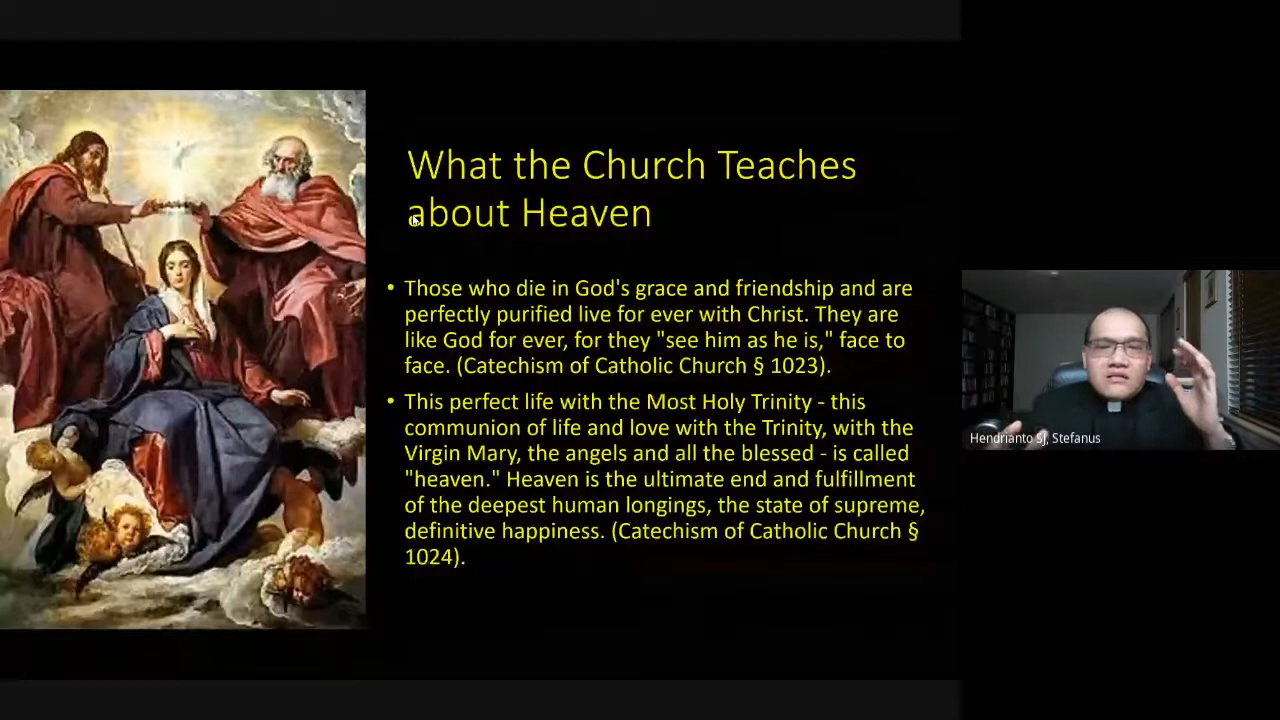 What the Church Teaches
about Heaven
• Those who die in God's grace and friendship and are
perfectly purified live for ever with Christ. They are
like God for ever, for they "see him as he is," face to
face. (Catechism of Catholic Church § 1023).
• This perfect life with the Most Holy Trinity - this
communion of life and love with the Trinity, with the
Virgin Mary, the angels and all the blessed - is called
"heaven." Heaven is the ultimate end and fulfillment
of the deepest human longings, the state of supreme,
definitive happiness. (Catechism of Catholic Church §
1024).
Hendrianto SJ, Stefanus